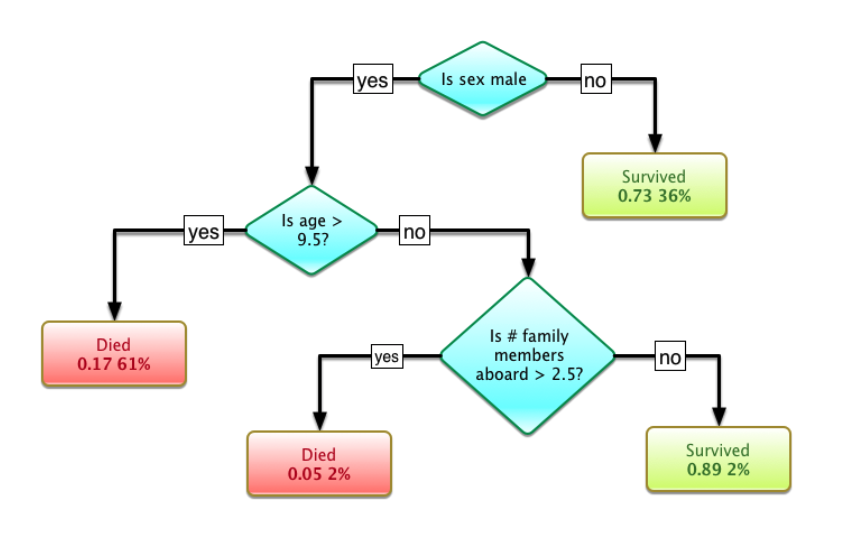 Is sex male
yes
no
Survived
0.73 36%
Is age >
9.5?
yes
no
Died
0.17 61%
Is # family
members
aboard > 2.5?
yes
no
Died
0.05 2%
Survived
0.89 2%